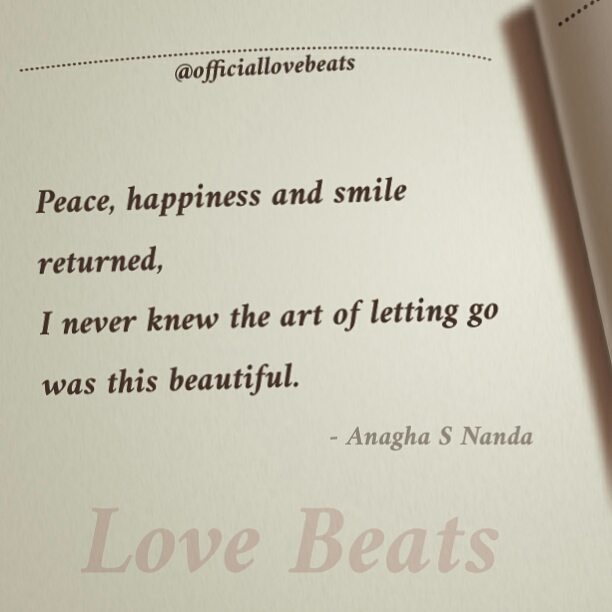 @officiallovebeats
Peace, happiness and smile
returned,
I never knew the art of letting go
was this beautiful.
- Anagha S Nanda
Love Beats